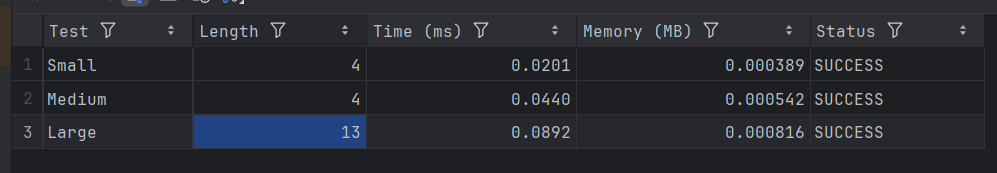 Test Length Time (ms) Memory (MB) Status
1 Small 4 0.0201 0.000389 SUCCESS
2 Medium 4 0.0440 0.000542 SUCCESS
3 Large 13 0.0892 0.000816 SUCCESS